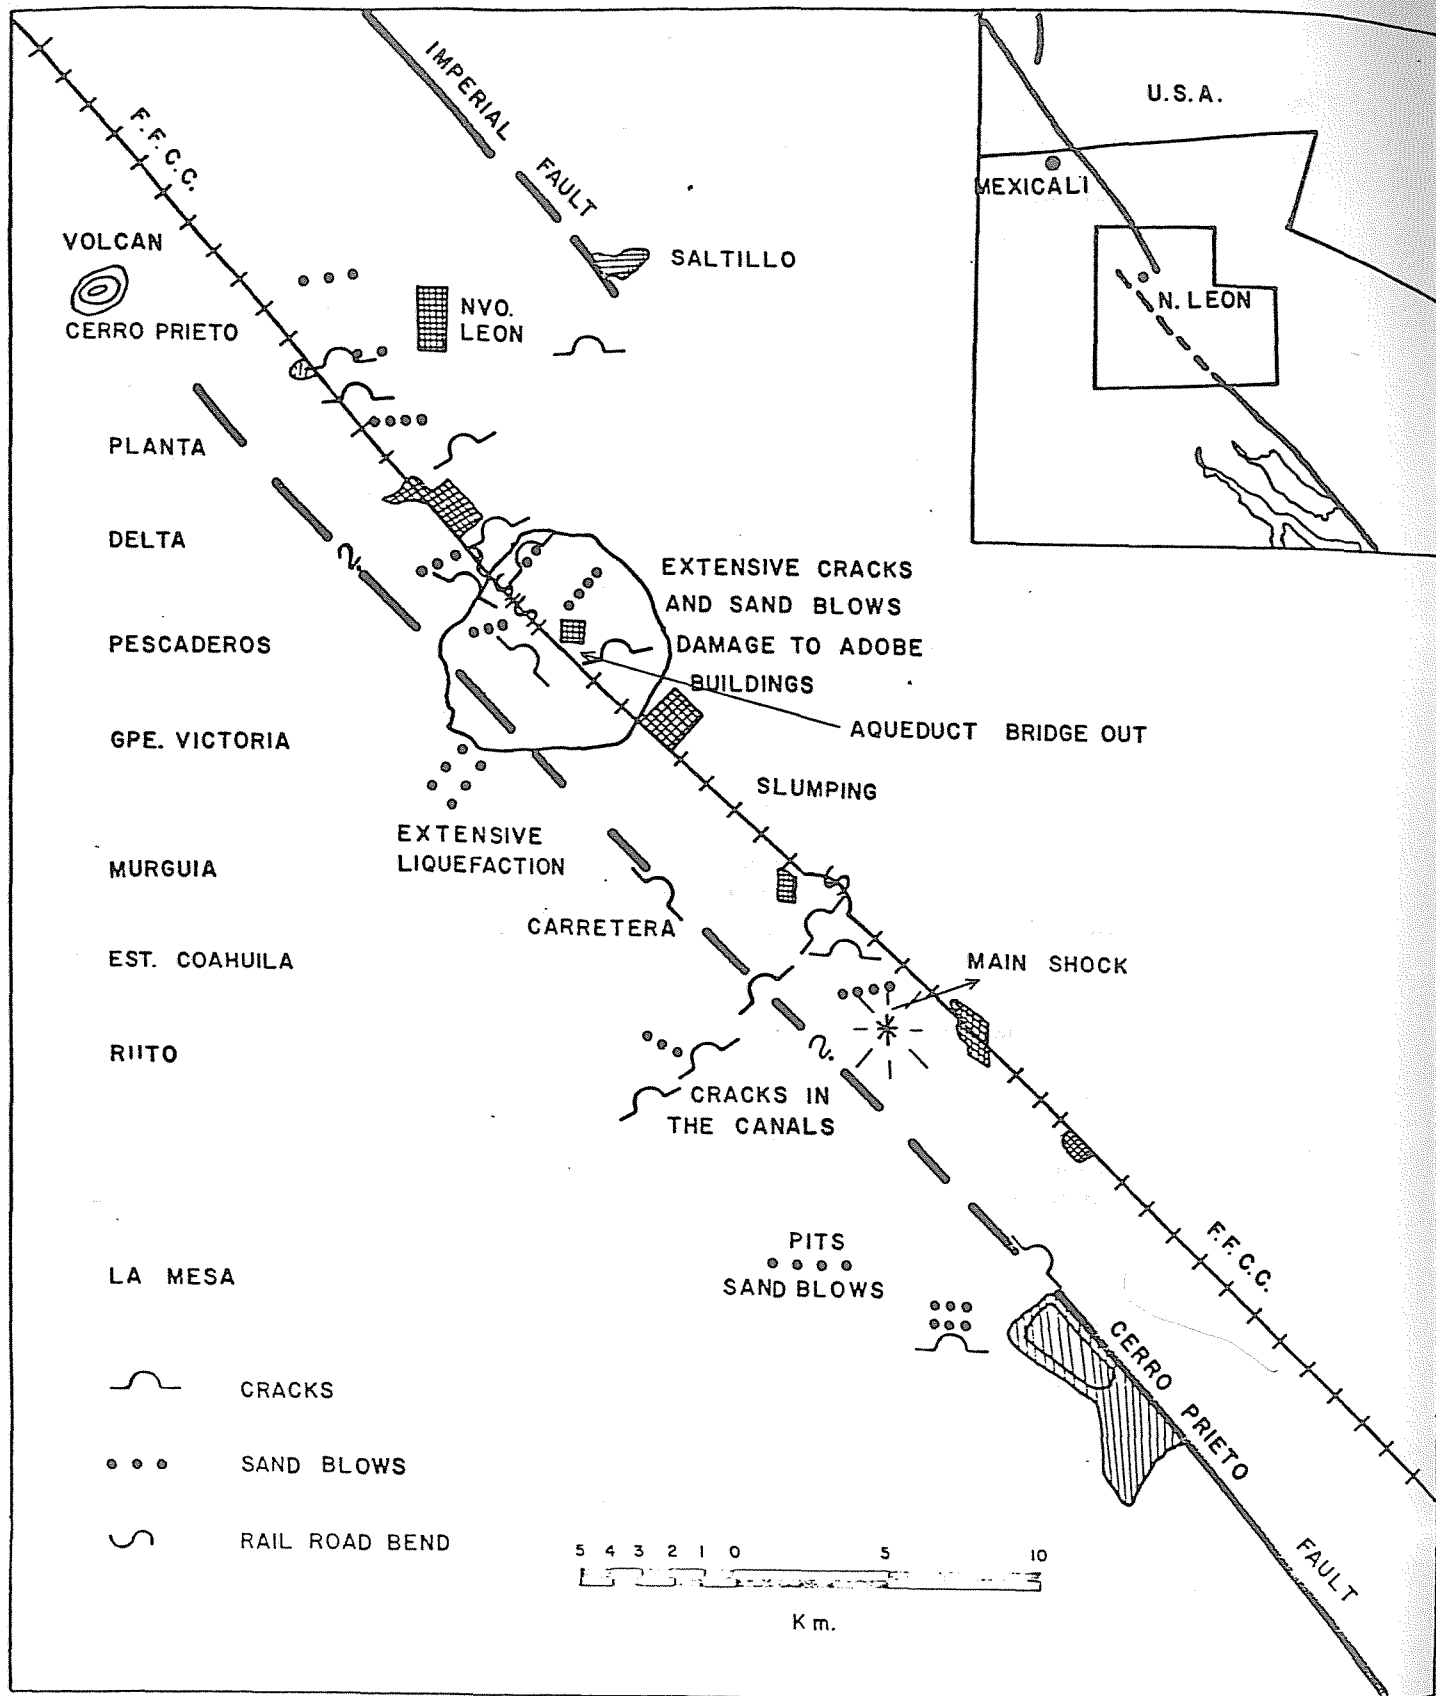 IMPERIAL FAULT
F.F.C.C.
U.S.A.
MEXICALI
N. LEON
VOLCAN
CERRO PRIETO
SALTILLO
NVO.
LEON
PLANTA
DELTA
2.
PESCADEROS
GPE. VICTORIA
EXTENSIVE CRACKS
AND SAND BLOWS
DAMAGE TO ADOBE
BUILDINGS
AQUEDUCT BRIDGE OUT
SLUMPING
EXTENSIVE
LIQUEFACTION
MURGUIA
CARRETERA
EST. COAHUILA
MAIN SHOCK
RIITO
2.
CRACKS IN
THE CANALS
PITS
SAND BLOWS
LA MESA
F.F.C.C.
CERRO PRIETO FAULT
CRACKS
SAND BLOWS
RAIL ROAD BEND
5 4 3 2 1 0 5 10
Km.